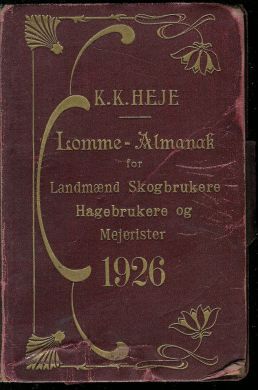 K.K. HEJE
Lomme-Almanak
for
Landmænd Skogbrukere
Hagebrukere og
Mejerister
1926